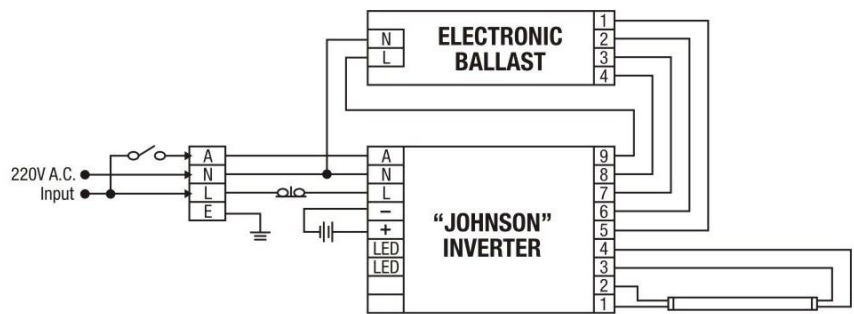 1
N ELECTRONIC 2
L BALLAST 3
4
A A 9
220V A.C. N N 8
Input L L 7
E − 6
+ "JOHNSON" 5
LED INVERTER 4
LED 3
2
1